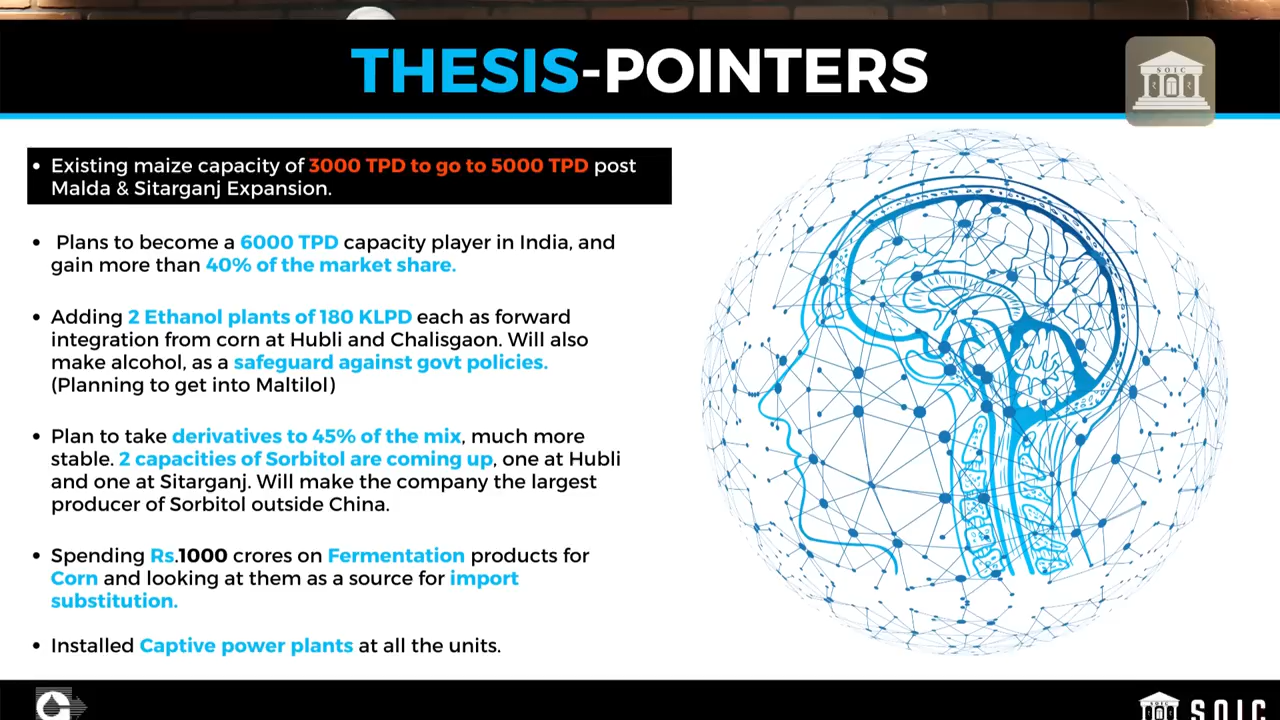 THESIS-POINTERS
SOIC
• Existing maize capacity of 3000 TPD to go to 5000 TPD post
Malda & Sitarganj Expansion.
• Plans to become a 6000 TPD capacity player in India, and
gain more than 40% of the market share.
• Adding 2 Ethanol plants of 180 KLPD each as forward
integration from corn at Hubli and Chalisgaon. Will also
make alcohol, as a safeguard against govt policies.
(Planning to get into Maltilol)
• Plan to take derivatives to 45% of the mix, much more
stable. 2 capacities of Sorbitol are coming up, one at Hubli
and one at Sitarganj. Will make the company the largest
producer of Sorbitol outside China.
• Spending Rs.1000 crores on Fermentation products for
Corn and looking at them as a source for import
substitution.
• Installed Captive power plants at all the units.
SOIC